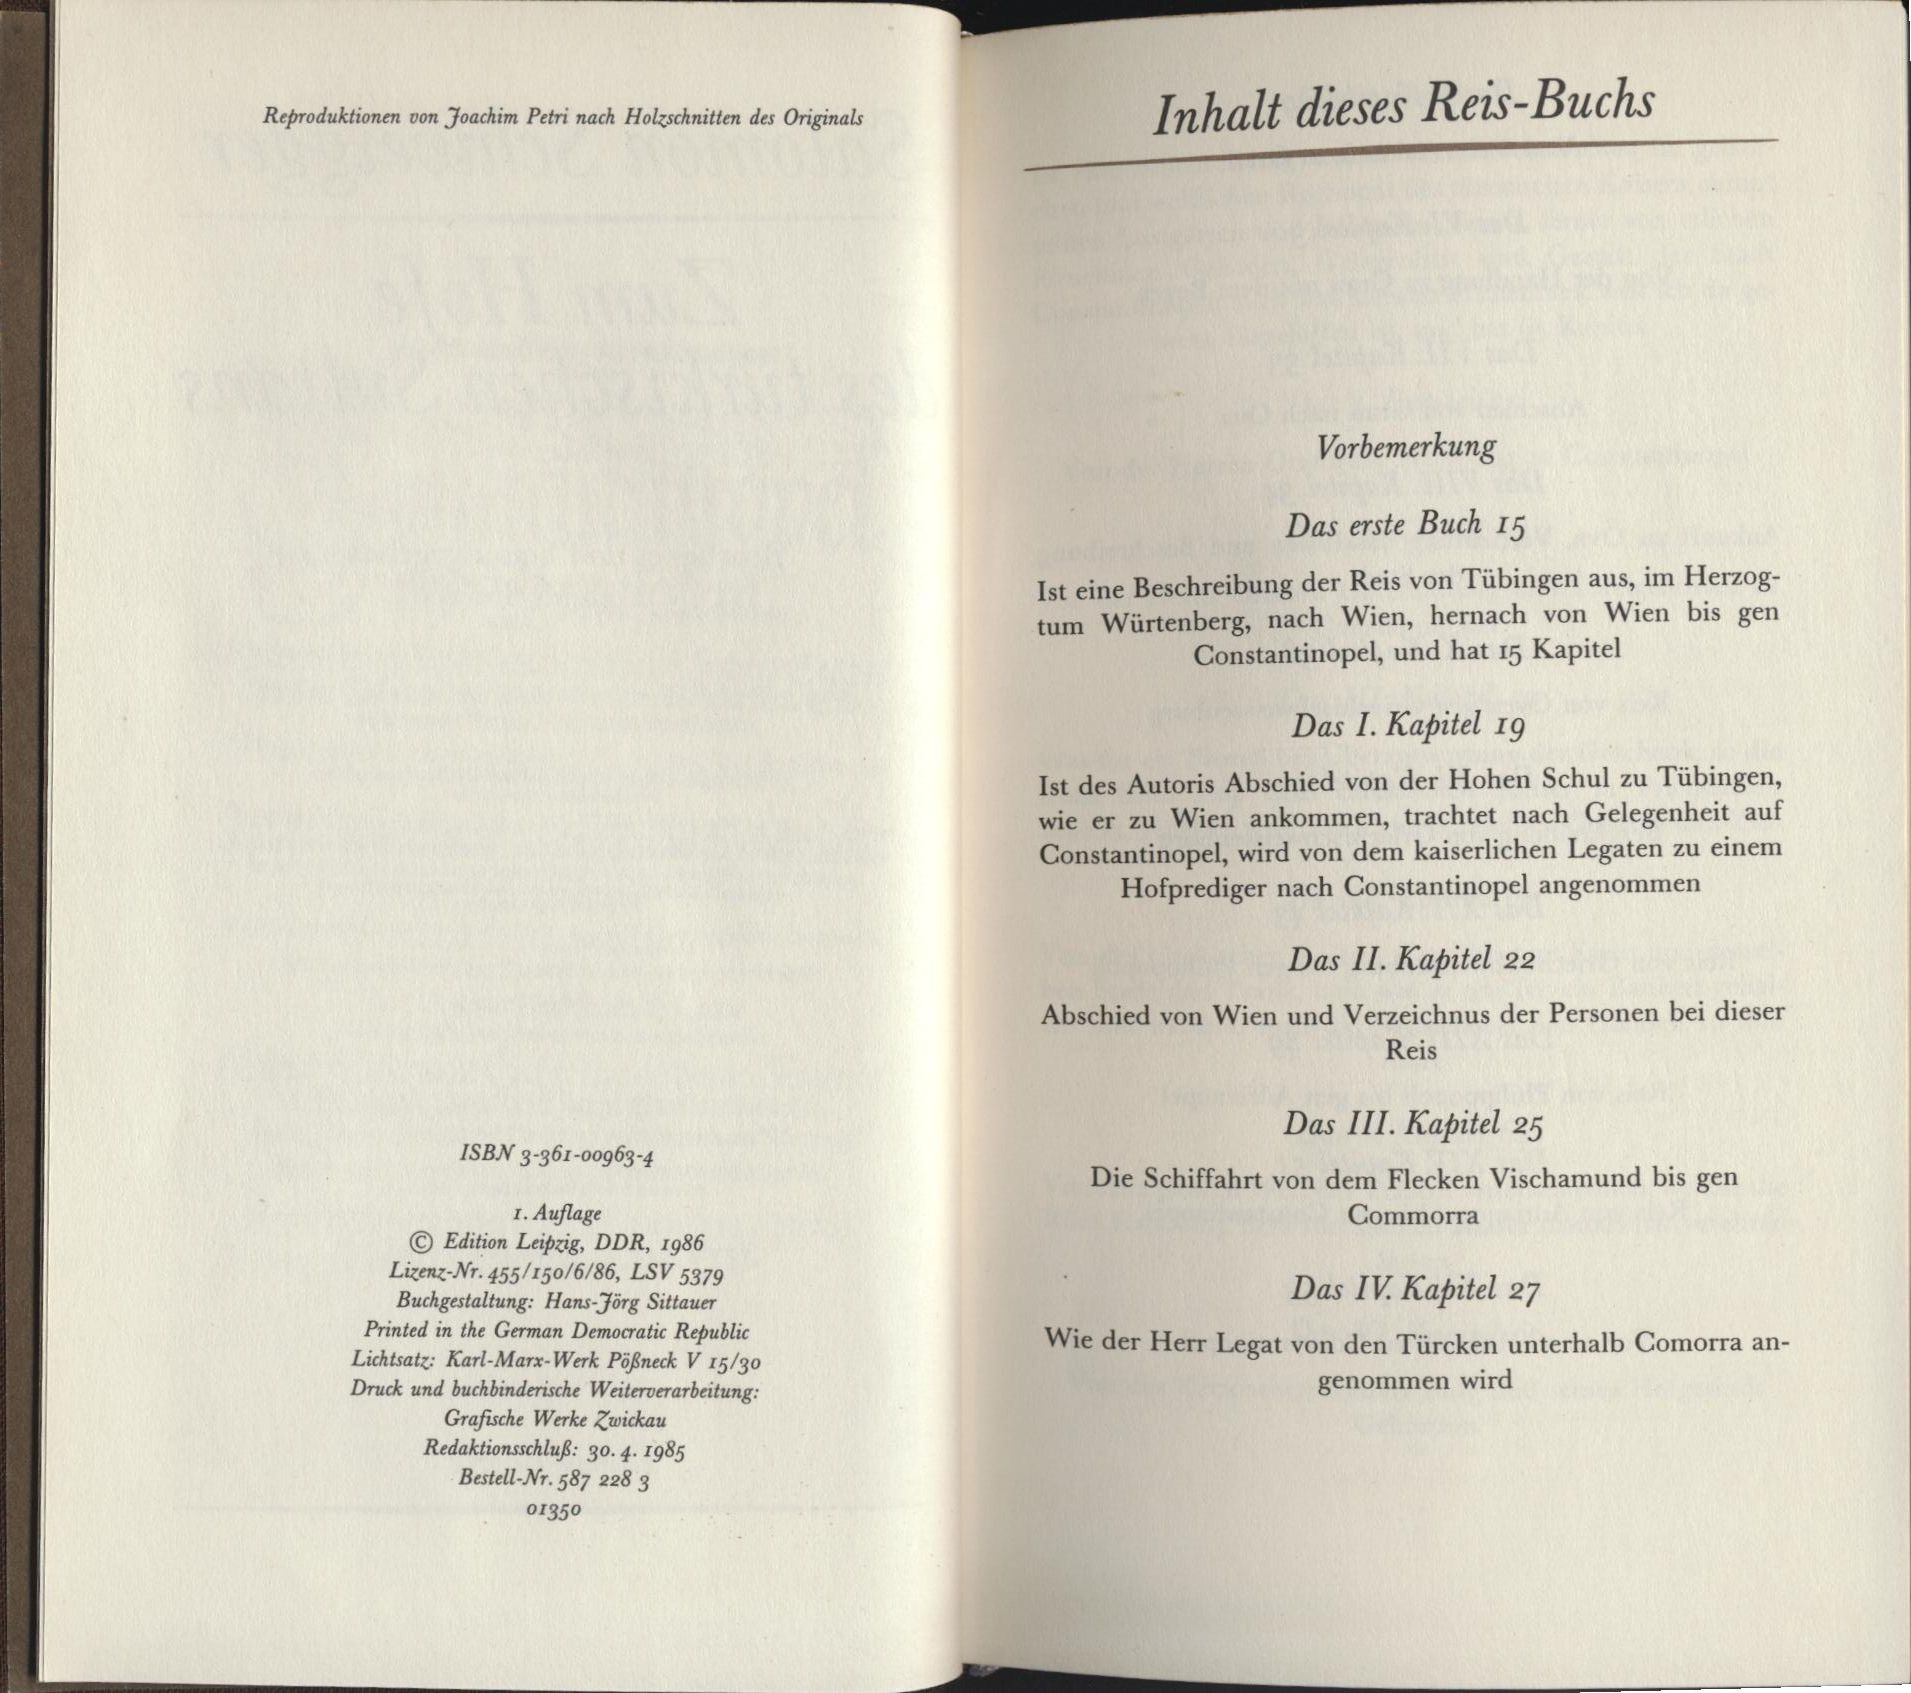 Reproduktionen von Joachim Petri nach Holzschnitten des Originals
ISBN 3-361-00963-4
1. Auflage
© Edition Leipzig, DDR, 1986
Lizenz-Nr. 455/150/6/86, LSV 5379
Buchgestaltung: Hans-Jörg Sittauer
Printed in the German Democratic Republic
Lichtsatz: Karl-Marx-Werk Pößneck V 15/30
Druck und buchbinderische Weiterverarbeitung:
Grafische Werke Zwickau
Redaktionsschluß: 30. 4. 1985
Bestell-Nr. 587 228 3
01350
Inhalt dieses Reis-Buchs
Vorbemerkung
Das erste Buch 15
Ist eine Beschreibung der Reis von Tübingen aus, im Herzog-
tum Würtenberg, nach Wien, hernach von Wien bis gen
Constantinopel, und hat 15 Kapitel
Das I. Kapitel 19
Ist des Autoris Abschied von der Hohen Schul zu Tübingen,
wie er zu Wien ankommen, trachtet nach Gelegenheit auf
Constantinopel, wird von dem kaiserlichen Legaten zu einem
Hofprediger nach Constantinopel angenommen
Das II. Kapitel 22
Abschied von Wien und Verzeichnus der Personen bei dieser
Reis
Das III. Kapitel 25
Die Schiffahrt von dem Flecken Vischamund bis gen
Commorra
Das IV. Kapitel 27
Wie der Herr Legat von den Türcken unterhalb Comorra an-
genommen wird